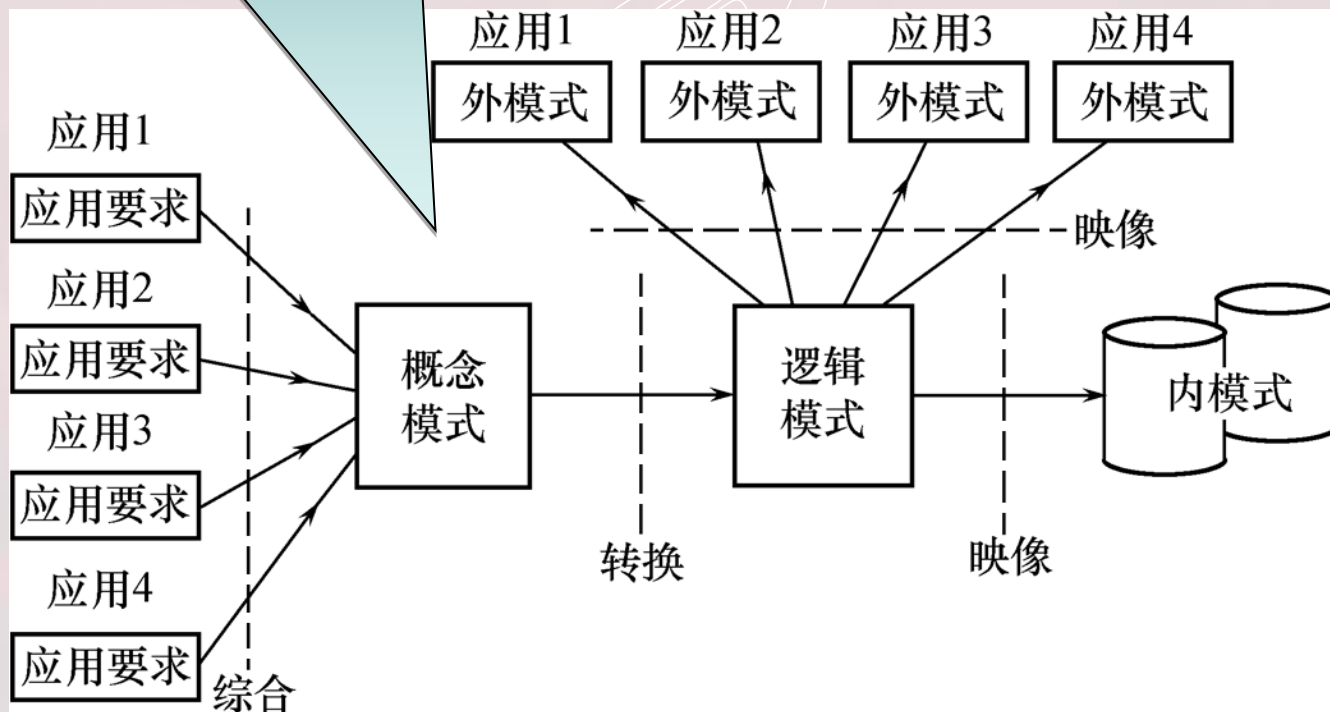 应用1
应用2
应用3
应用4
外模式
外模式
外模式
外模式
映像
应用1
应用要求
应用2
应用要求
应用3
应用要求
应用4
应用要求
综合
概念
模式
转换
逻辑
模式
映像
内模式